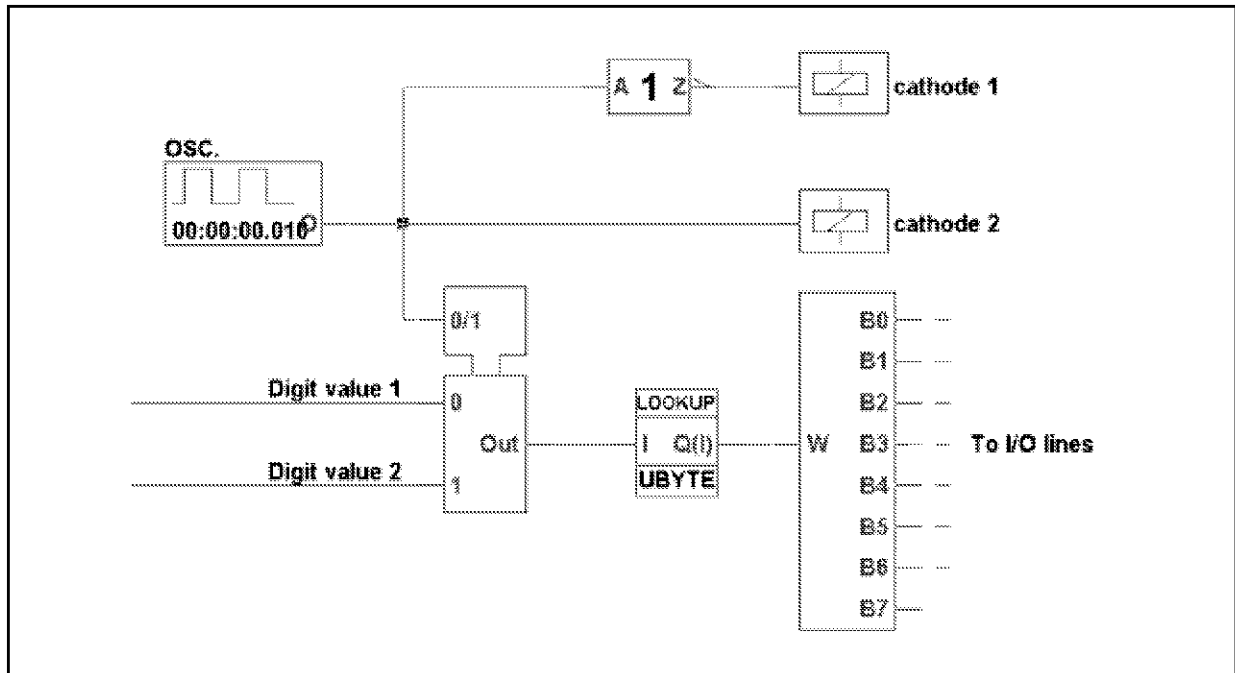 A 1 Z
cathode 1
OSC.
00:00:00.010
cathode 2
0/1
B0
B1
Digit value 1
0
LOOKUP
B2
Out
I Q(I)
W
B3
To I/O lines
Digit value 2
1
UBYTE
B4
B5
B6
B7